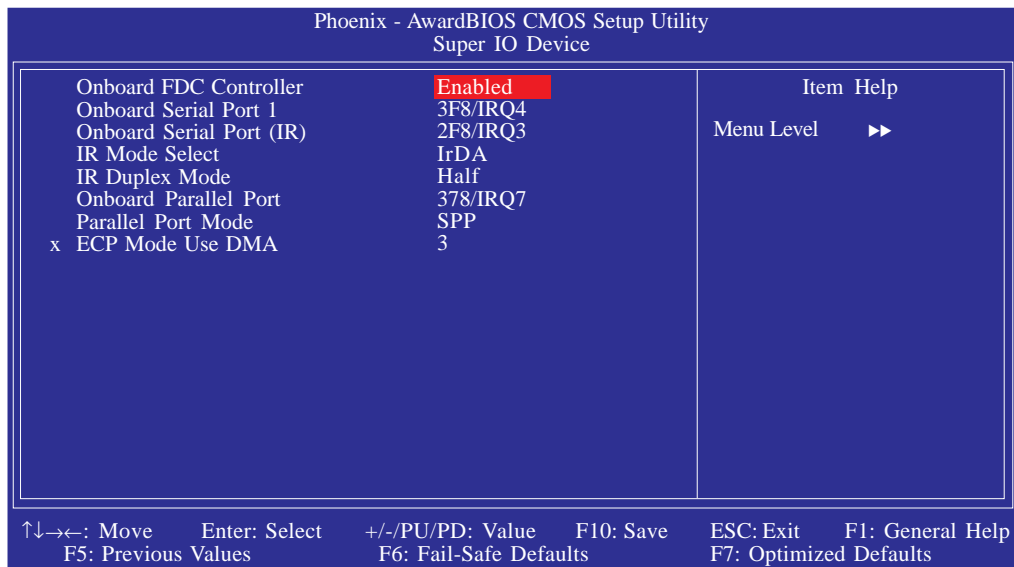 Phoenix - AwardBIOS CMOS Setup Utility
Super IO Device
Onboard FDC Controller Enabled
Onboard Serial Port 1 3F8/IRQ4
Onboard Serial Port (IR) 2F8/IRQ3
IR Mode Select IrDA
IR Duplex Mode Half
Onboard Parallel Port 378/IRQ7
Parallel Port Mode SPP
x ECP Mode Use DMA 3
Item Help
Menu Level ▶▶
↑↓→←: Move Enter: Select +/-/PU/PD: Value F10: Save ESC: Exit F1: General Help
F5: Previous Values F6: Fail-Safe Defaults F7: Optimized Defaults